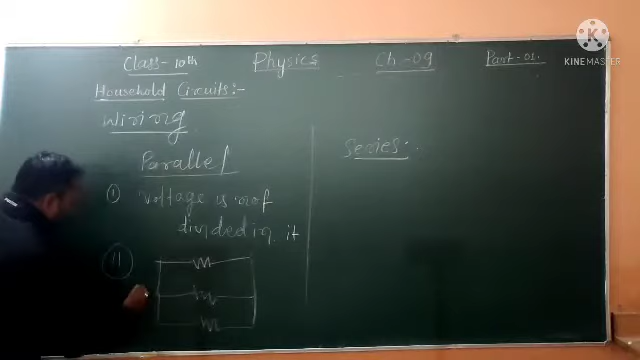 Class-10th Physics Ch.-09 Part-01.
Household Circuits:-
Wiring
Parallel
① Voltage is not
divided in it
⑪
Series:
KINEMASTER